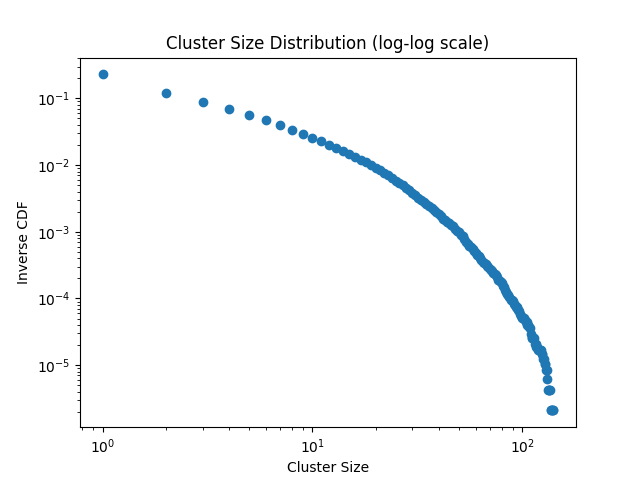 Cluster Size Distribution (log-log scale)
Inverse CDF
10⁻¹
10⁻²
10⁻³
10⁻⁴
10⁻⁵
10⁰ 10¹ 10²
Cluster Size